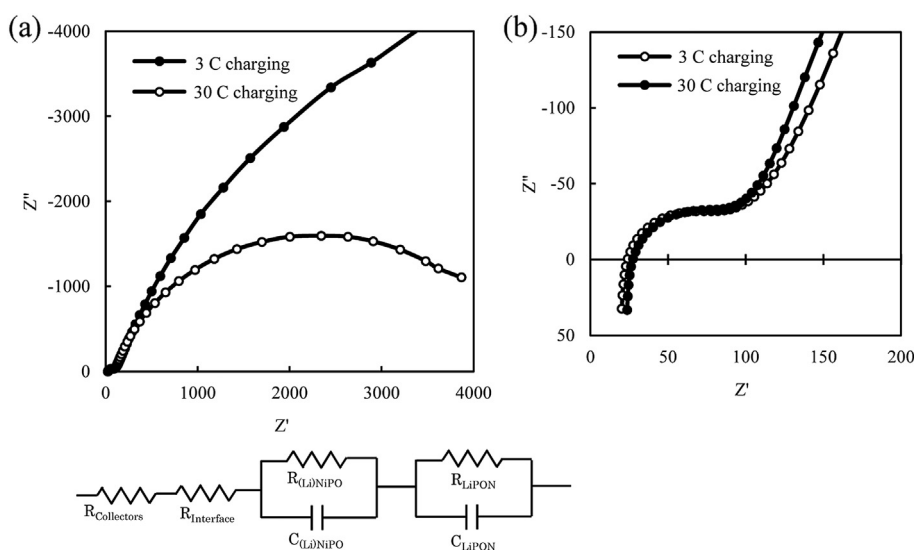 (a)
-4000
-3000
-2000
-1000
0
Z''
3 C charging
30 C charging
0 1000 2000 3000 4000
Z'
(b)
-150
-100
-50
0
50
Z''
3 C charging
30 C charging
0 50 100 150 200
Z'
R(Li)NiPO
RLiPON
RCollectors
RInterface
C(Li)NiPO
CLiPON